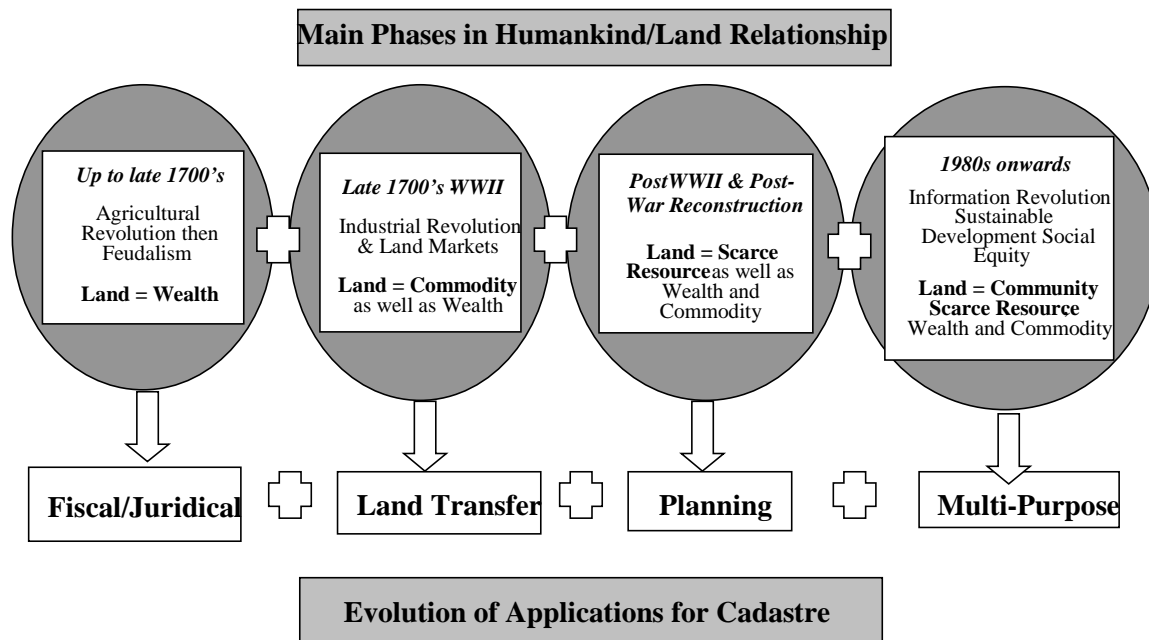 Main Phases in Humankind/Land Relationship
Up to late 1700's
Agricultural
Revolution then
Feudalism
Land = Wealth
Late 1700's -WWII
Industrial Revolution
& Land Markets
Land = Commodity
as well as Wealth
PostWWII & Post-
War Reconstruction
Land = Scarce
Resource as well as
Wealth and
Commodity
1980s onwards
Information Revolution
Sustainable
Development Social
Equity
Land = Community
Scarce Resource,
Wealth and Commodity
Fiscal/Juridical
Land Transfer
Planning
Multi-Purpose
Evolution of Applications for Cadastre